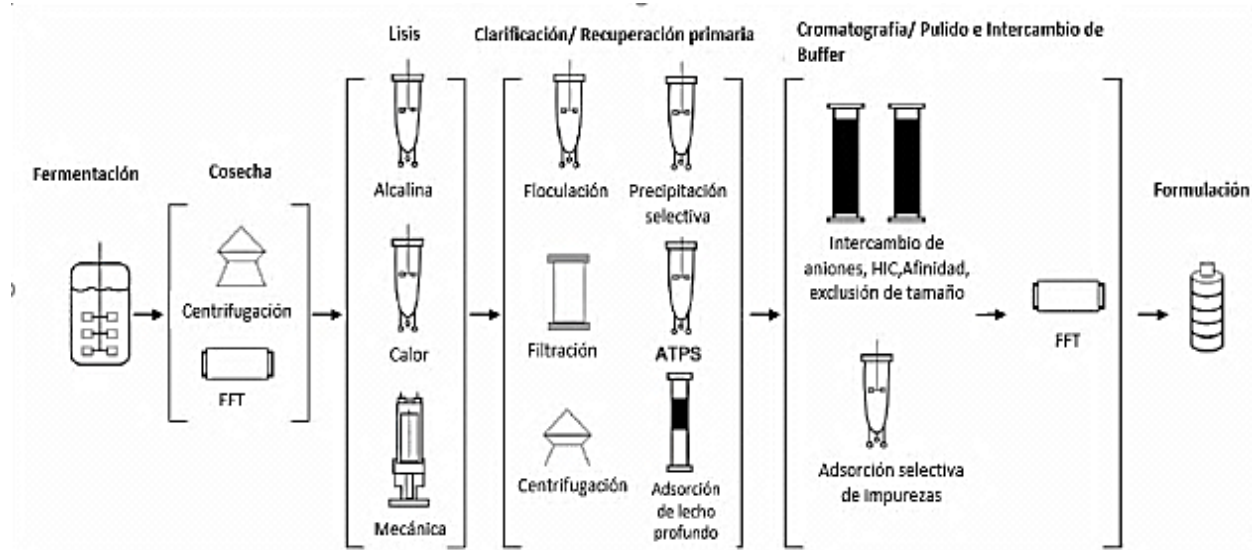 Fermentación
Cosecha
Centrifugación
FFT
Lisis
Alcalina
Calor
Mecánica
Clarificación/ Recuperación primaria
Floculación
Precipitación
selectiva
Filtración
ATPS
Centrifugación
Adsorción
de lecho
profundo
Cromatografía/ Pulido e Intercambio de
Buffer
Intercambio de
aniones, HIC,Afinidad,
exclusión de tamaño
Adsorción selectiva
de impurezas
FFT
Formulación